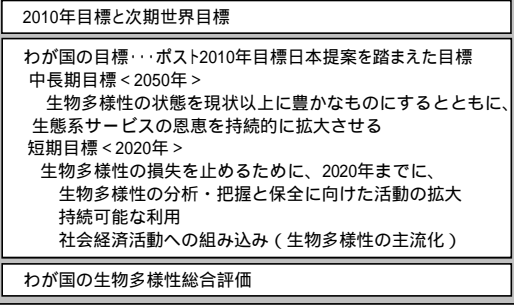 2010年目標と次期世界目標
わが国の目標･･･ポスト2010年目標日本提案を踏まえた目標
中長期目標＜2050年＞
生物多様性の状態を現状以上に豊かなものにするとともに、
生態系サービスの恩恵を持続的に拡大させる
短期目標＜2020年＞
生物多様性の損失を止めるために、2020年までに、
生物多様性の分析・把握と保全に向けた活動の拡大
持続可能な利用
社会経済活動への組み込み（生物多様性の主流化）
わが国の生物多様性総合評価